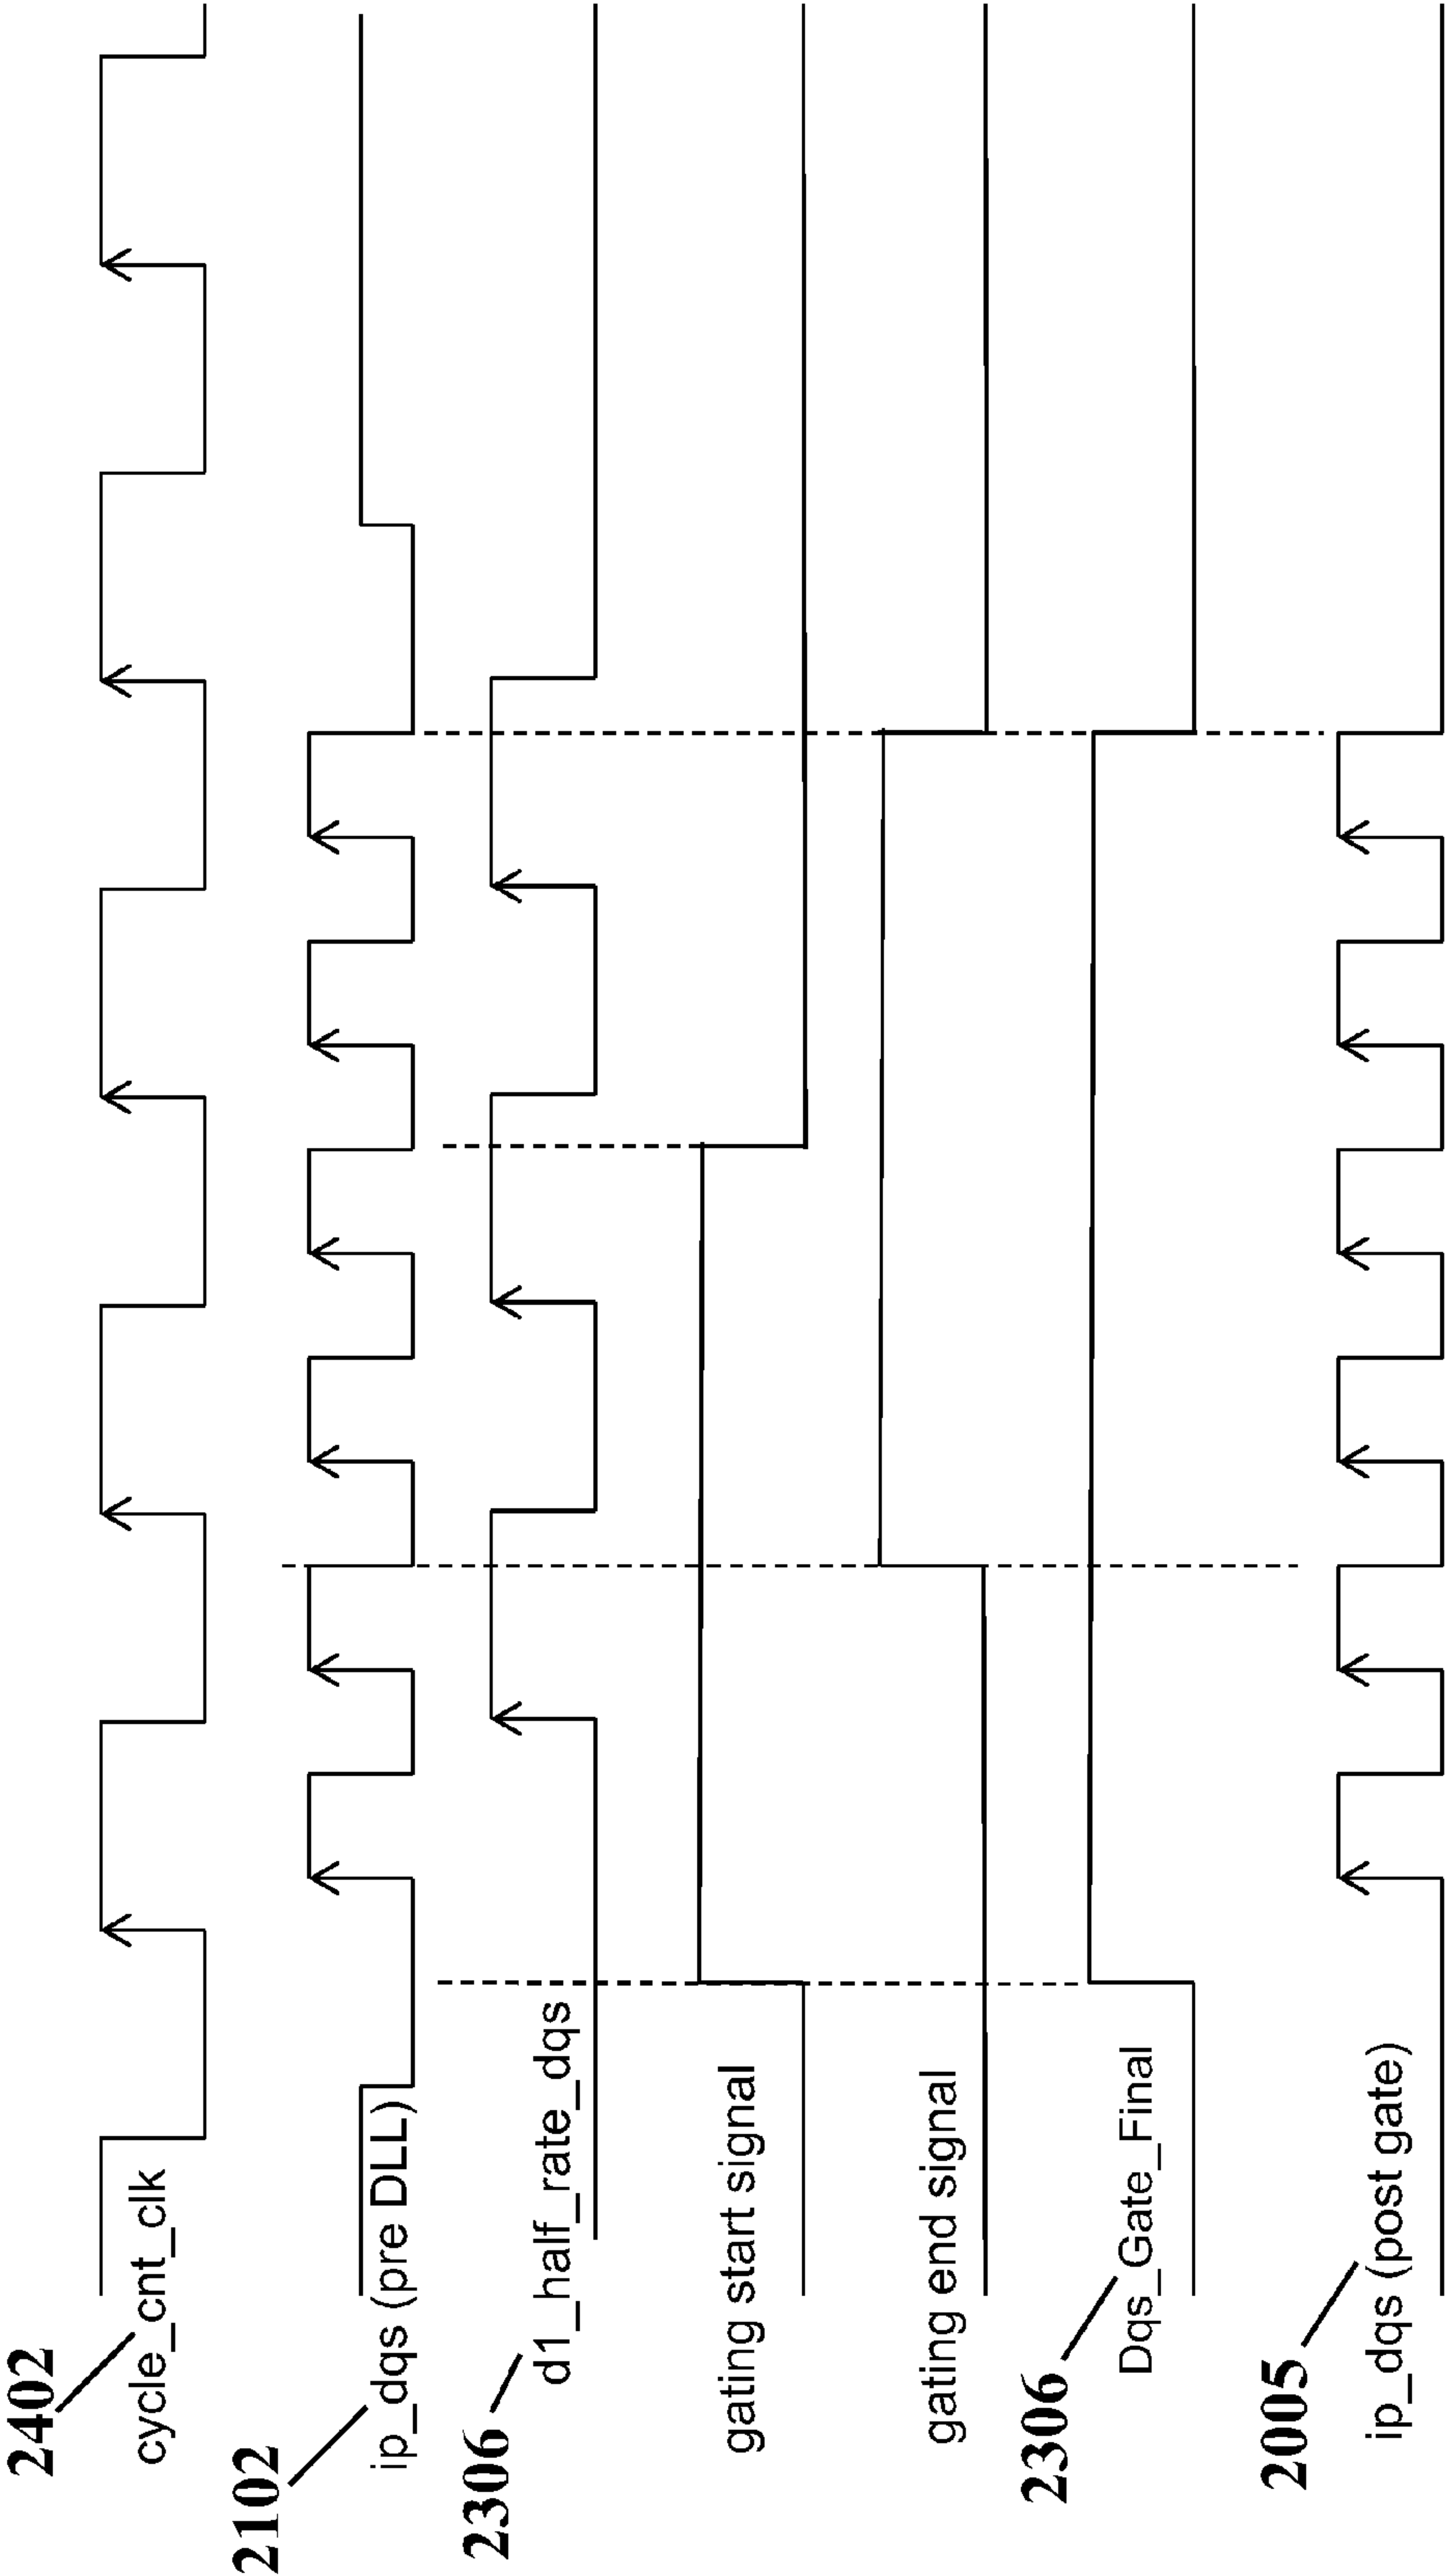 2402
cycle_cnt_clk
2102
ip_dqs (pre DLL)
2306
d1_half_rate_dqs
gating start signal
gating end signal
2306
Dqs_Gate_Final
2005
ip_dqs (post gate)